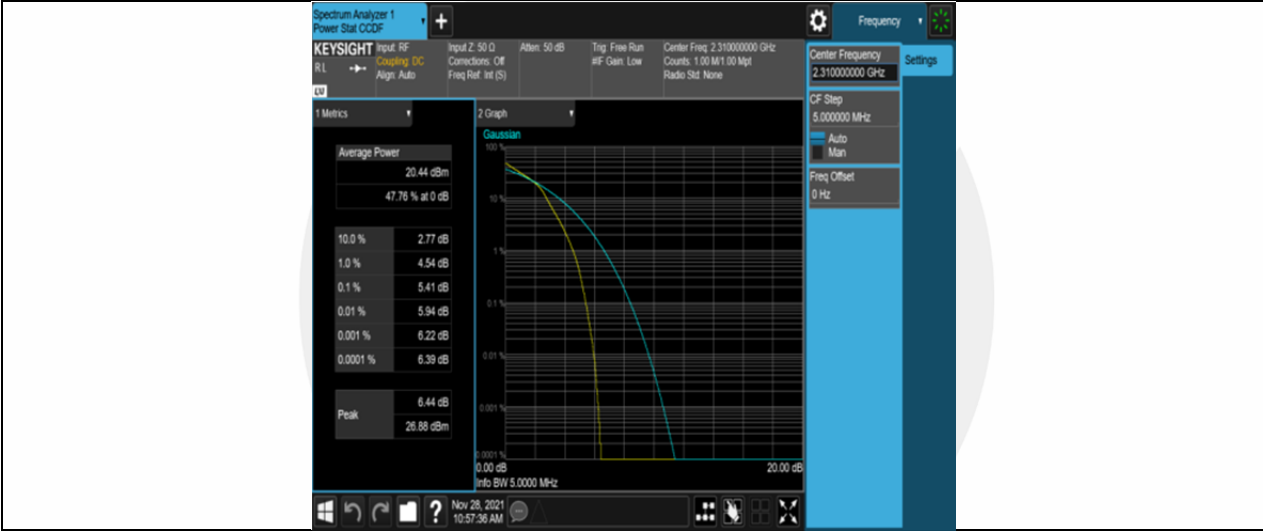 Spectrum Analyzer 1
Power Stat CCDF
+
Frequency
KEYSIGHT
RL
LV
Input: RF
Coupling: DC
Align: Auto
Input Z: 50 Ω
Corrections: Off
Freq Ref: Int (S)
Atten: 50 dB
Trig: Free Run
#IF Gain: Low
Center Freq: 2.310000000 GHz
Counts: 1.00 M/1.00 Mpt
Radio Std: None
Center Frequency
2.310000000 GHz
Settings
CF Step
5.000000 MHz
Auto
Man
Freq Offset
0 Hz
1 Metrics
Average Power
20.44 dBm
47.76 % at 0 dB
10.0 % 2.77 dB
1.0 % 4.54 dB
0.1 % 5.41 dB
0.01 % 5.94 dB
0.001 % 6.22 dB
0.0001 % 6.39 dB
Peak
6.44 dB
26.88 dBm
2 Graph
Gaussian
100 %
10 %
1 %
0.1 %
0.01 %
0.001 %
0.0001 %
0.00 dB 20.00 dB
Info BW 5.0000 MHz
?
Nov 28, 2021
10:57:36 AM